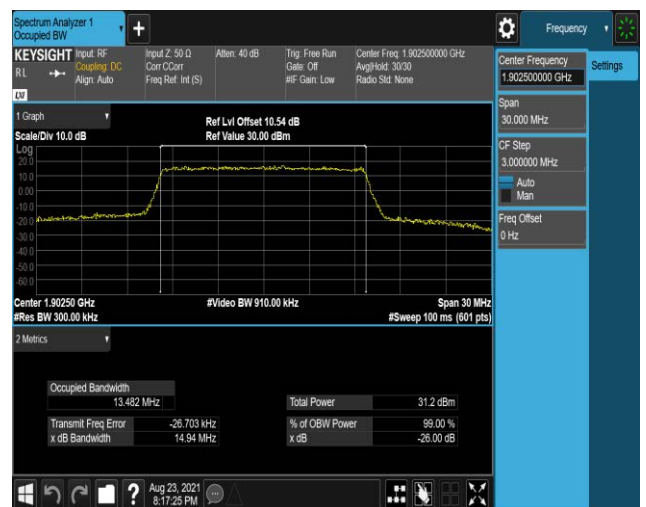 Spectrum Analyzer 1
Occupied BW
+
Frequency
KEYSIGHT
Input: RF
Coupling: DC
Align: Auto
RL
LXI
Input Z: 50 Ω
Corr CCorr
Freq Ref: Int (S)
Atten: 40 dB
Trig: Free Run
Gate: Off
#IF Gain: Low
Center Freq: 1.902500000 GHz
Avg|Hold: 30/30
Radio Std: None
Center Frequency
1.902500000 GHz
Settings
Span
30.000 MHz
CF Step
3.000000 MHz
Auto
Man
Freq Offset
0 Hz
1 Graph
Scale/Div 10.0 dB
Ref Lvl Offset 10.54 dB
Ref Value 30.00 dBm
Log
20.0
10.0
0.00
-10.0
-20.0
-30.0
-40.0
-50.0
-60.0
Center 1.90250 GHz
#Video BW 910.00 kHz
Span 30 MHz
#Res BW 300.00 kHz
#Sweep 100 ms (601 pts)
2 Metrics
Occupied Bandwidth
13.482 MHz
Total Power 31.2 dBm
Transmit Freq Error -26.703 kHz
% of OBW Power 99.00 %
x dB Bandwidth 14.94 MHz
x dB -26.00 dB
?
Aug 23, 2021
8:17:25 PM